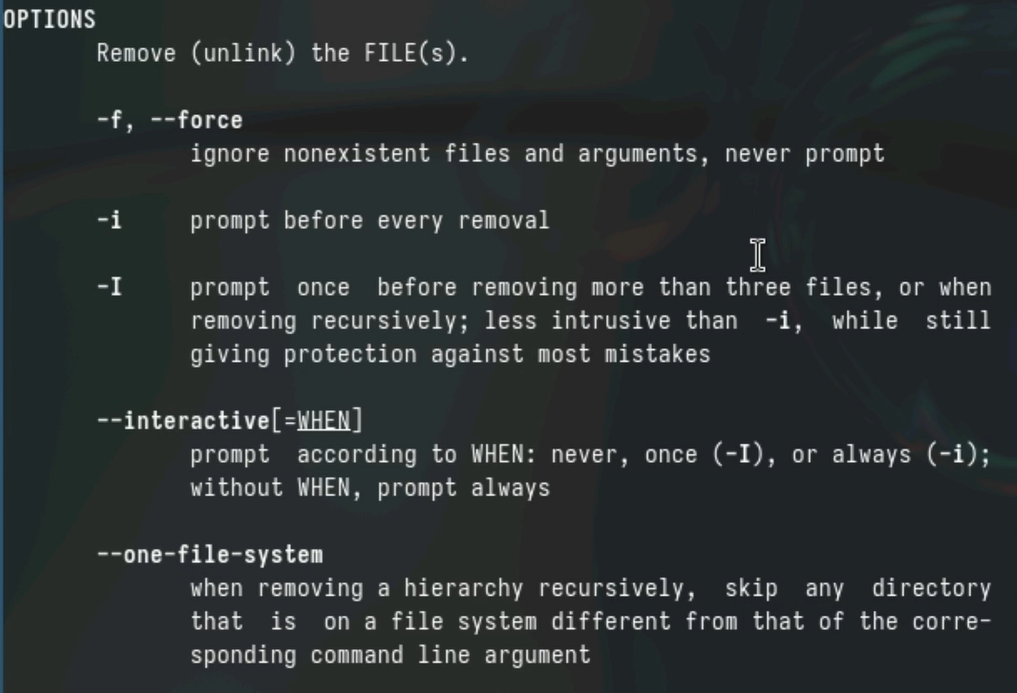 OPTIONS
Remove (unlink) the FILE(s).
-f, --force
ignore nonexistent files and arguments, never prompt
-i     prompt before every removal
-I     prompt  once  before removing more than three files, or when
removing recursively; less intrusive than  -i,  while  still
giving protection against most mistakes
--interactive[=WHEN]
prompt  according to WHEN: never, once (-I), or always (-i);
without WHEN, prompt always
--one-file-system
when removing a hierarchy recursively,  skip  any  directory
that  is  on a file system different from that of the corre-
sponding command line argument